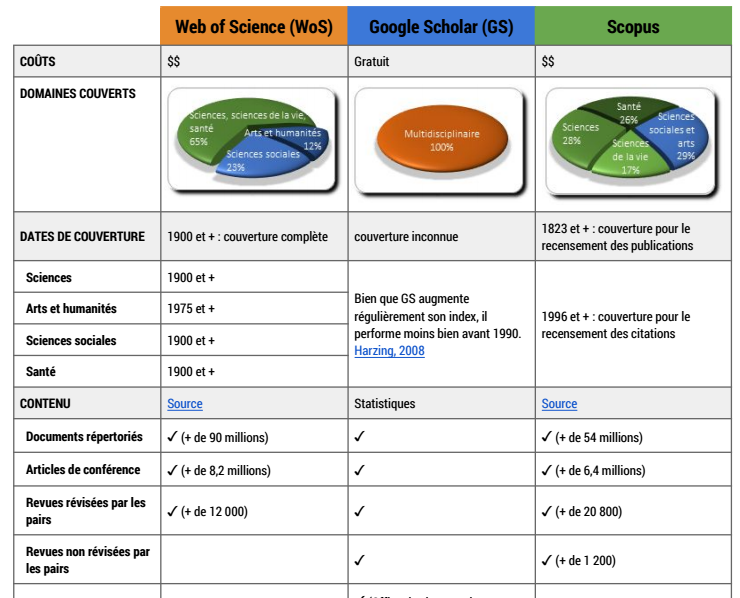 Web of Science (WoS) Google Scholar (GS) Scopus
COÛTS $$ Gratuit $$
DOMAINES COUVERTS
Sciences, sciences de la vie,
santé
65%
Arts et humanités
12%
Sciences sociales
23%
Multidisciplinaire
100%
Santé
26%
Sciences
28%
Sciences
sociales et
arts
29%
Sciences
de la vie
17%
DATES DE COUVERTURE 1900 et + : couverture complète couverture inconnue
1823 et + : couverture pour le
recensement des publications
Sciences 1900 et +
Arts et humanités 1975 et +
Sciences sociales 1900 et +
Santé 1900 et +
Bien que GS augmente
régulièrement son index, il
performe moins bien avant 1990.
Harzing, 2008
1996 et + : couverture pour le
recensement des citations
CONTENU Source Statistiques Source
Documents répertoriés ✓ (+ de 90 millions) ✓ ✓ (+ de 54 millions)
Articles de conférence ✓ (+ de 8,2 millions) ✓ ✓ (+ de 6,4 millions)
Revues révisées par les
pairs
✓ (+ de 12 000) ✓ ✓ (+ de 20 800)
Revues non révisées par
les pairs
✓ ✓ (+ de 1 200)